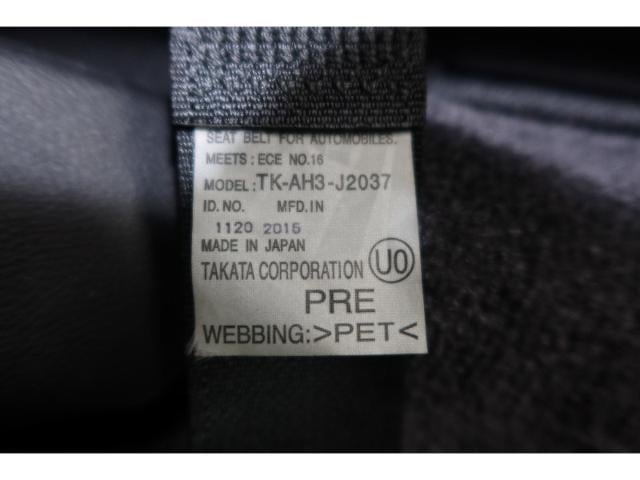 SEAT BELT FOR AUTOMOBILES.
MEETS: ECE NO.16
MODEL: TK-AH3-J2037
ID.NO. MFD.IN
1120 2015
MADE IN JAPAN
TAKATA CORPORATION UO
PRE
WEBBING:>PET<